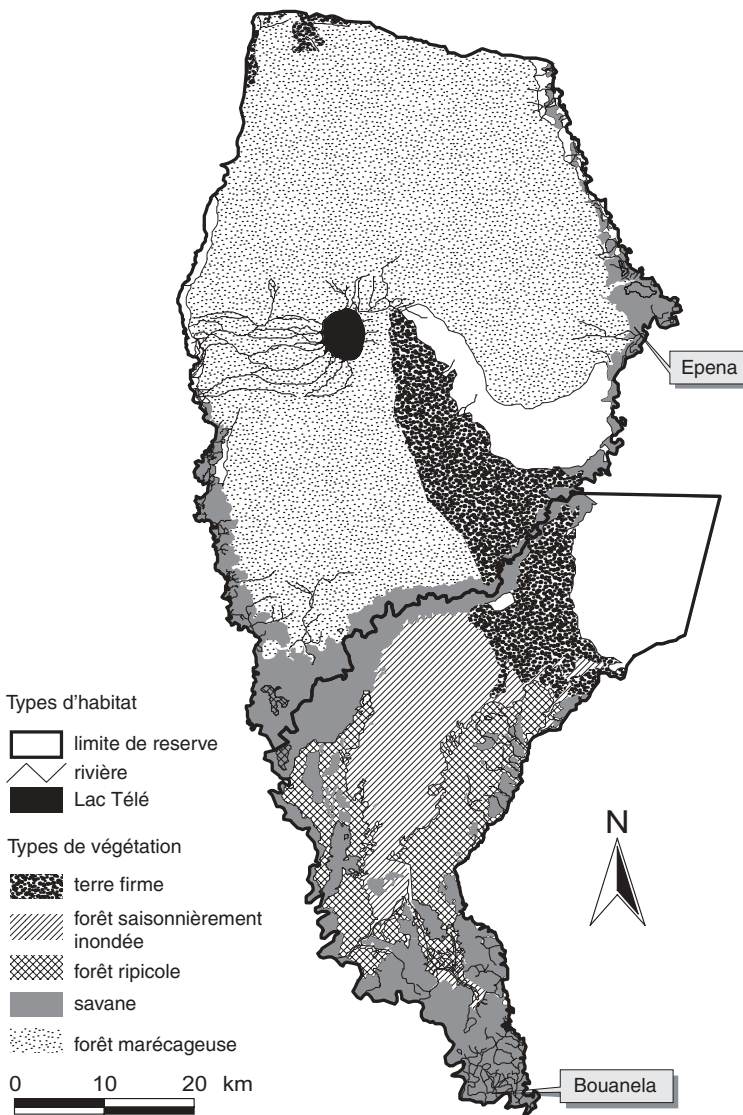 Epena
N
Types d'habitat
limite de reserve
rivière
Lac Télé
Types de végétation
terre firme
forêt saisonnièrement
inondée
forêt ripicole
savane
forêt marécageuse
0 10 20 km
Bouanela